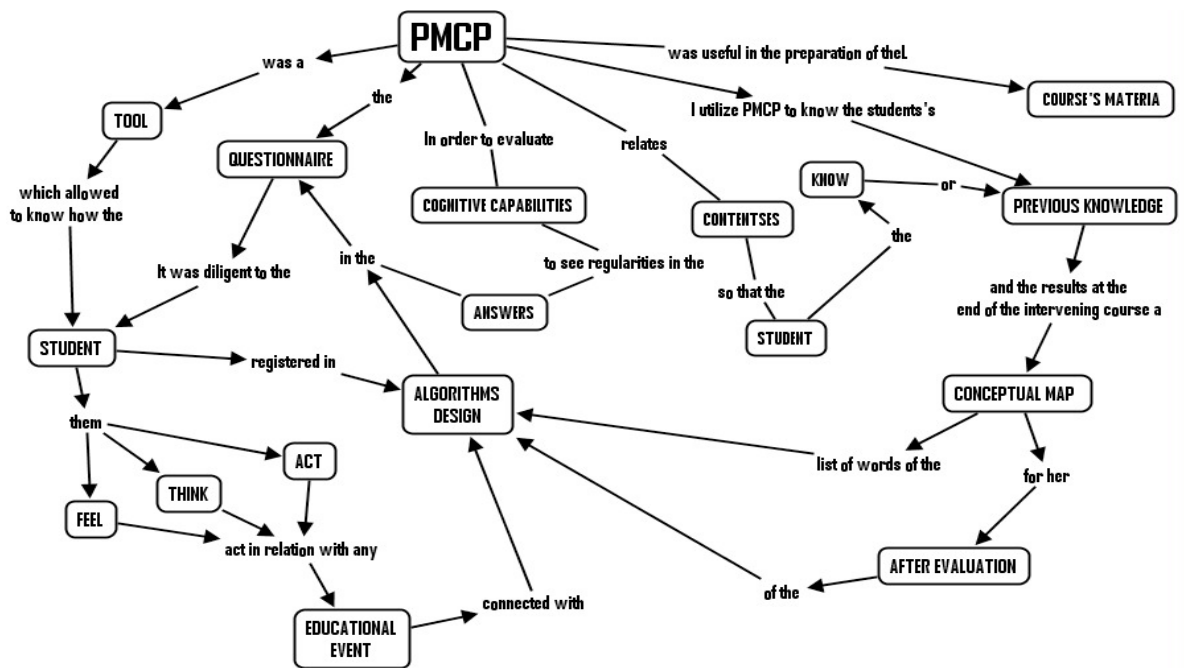 PMCP
was a
was useful in the preparation of theL
the
COURSE'S MATERIA
TOOL
I utilize PMCP to know the students's
In order to evaluate
relates
QUESTIONNAIRE
which allowed
to know how the
KNOW
or
COGNITIVE CAPABILITIES
CONTENTSES
PREVIOUS KNOWLEDGE
the
in the
to see regularities in the
It was diligent to the
so that the
and the results at the
end of the intervening course a
ANSWERS
STUDENT
STUDENT
registered in
ALGORITHMS
DESIGN
CONCEPTUAL MAP
them
ACT
list of words of the
for her
THINK
FEEL
act in relation with any
AFTER EVALUATION
of the
connected with
EDUCATIONAL
EVENT